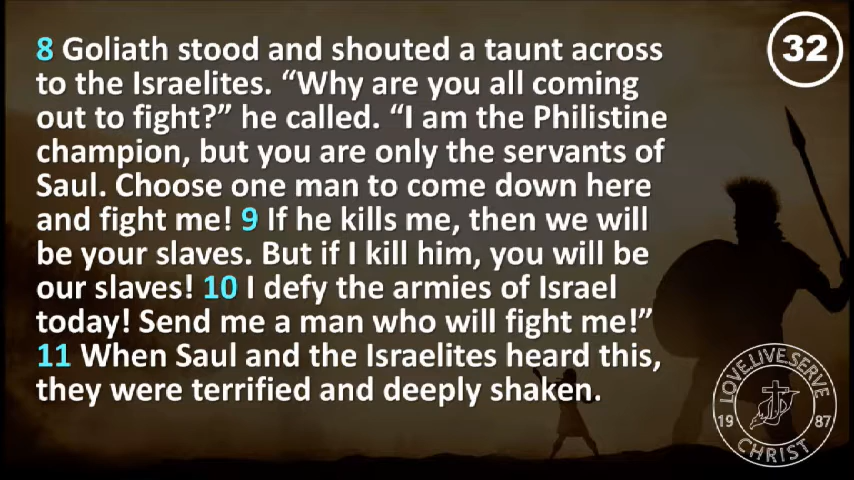 8 Goliath stood and shouted a taunt across
to the Israelites. “Why are you all coming
out to fight?” he called. “I am the Philistine
champion, but you are only the servants of
Saul. Choose one man to come down here
and fight me! 9 If he kills me, then we will
be your slaves. But if I kill him, you will be
our slaves! 10 I defy the armies of Israel
today! Send me a man who will fight me!”
11 When Saul and the Israelites heard this,
they were terrified and deeply shaken.
32
LOVE.LIVE.SERVE
19 87
CHRIST